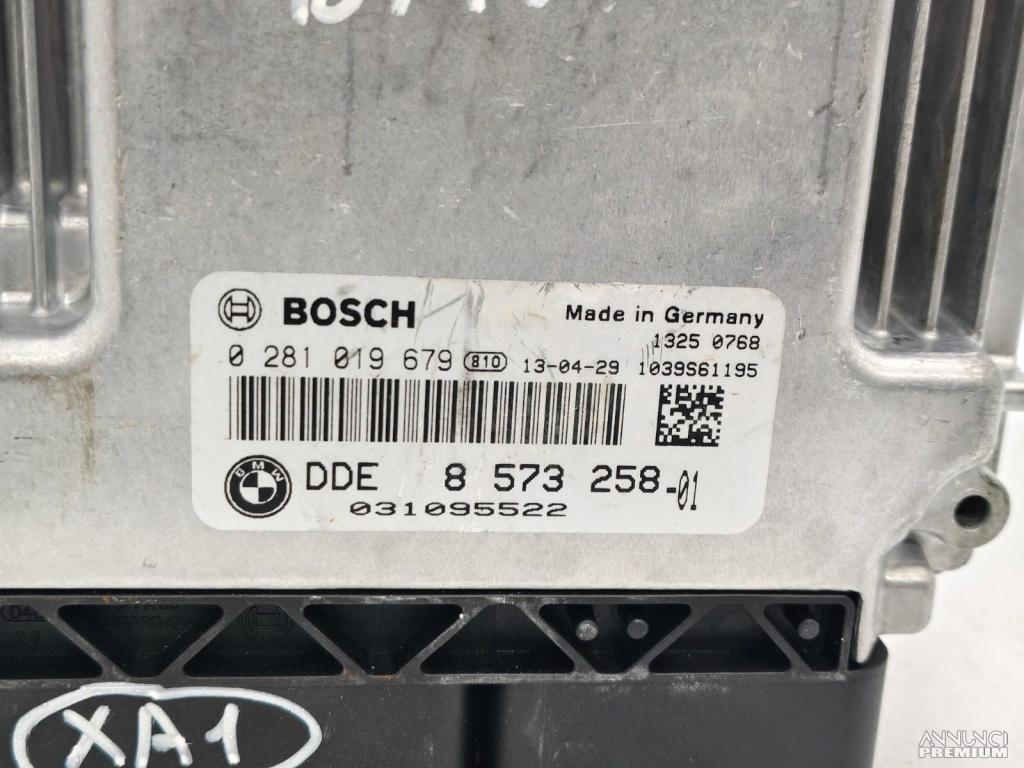 BOSCH
Made in Germany
1325 0768
0 281 019 679 810 13-04-29 1039S61195
BMW
DDE 8 573 258-01
031095522
XA1
ANNUNCI
PREMIUM